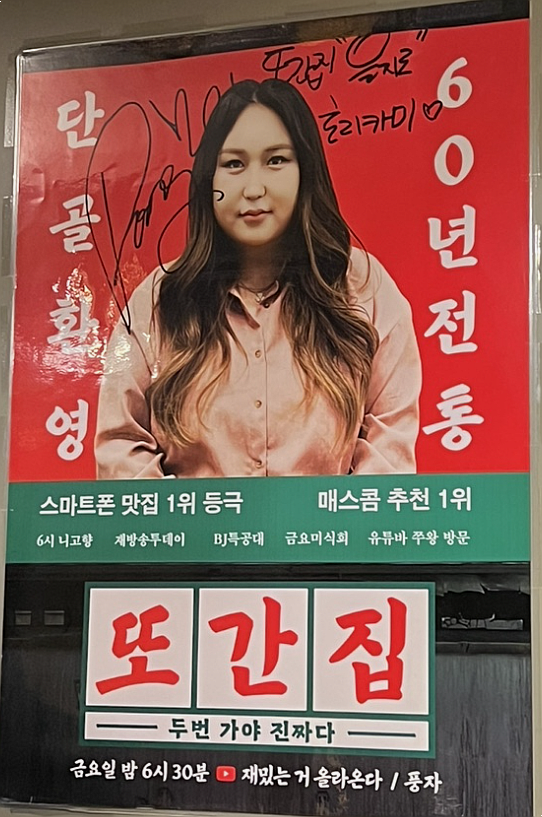 또간집 "을지로"
호리카미♡
단골환영
60년전통
스마트폰 맛집 1위 등극
매스콤 추천 1위
6시 니고향 재방송투데이 BJ특공대 금요미식회 유튜바 쭈왕 방문
또간집
두번 가야 진짜다
금요일 밤 6시 30분 재밌는 거 올라온다 / 풍자